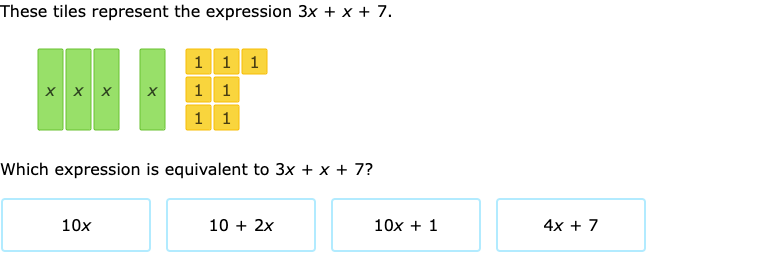 These tiles represent the expression 3x + x + 7.
1 1 1
x x x x 1 1
1 1
Which expression is equivalent to 3x + x + 7?
10x 10 + 2x 10x + 1 4x + 7